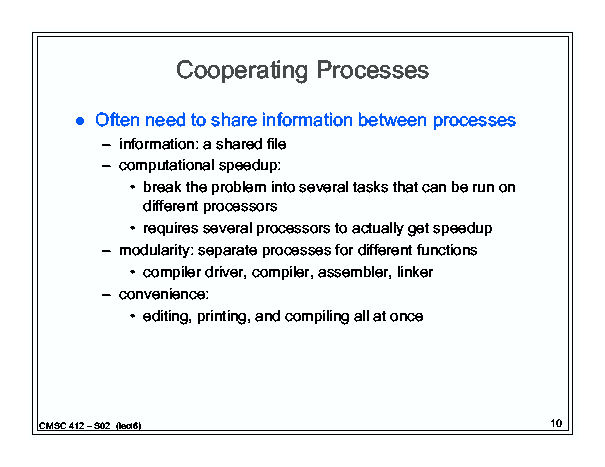 Cooperating Processes
● Often need to share information between processes
– information: a shared file
– computational speedup:
• break the problem into several tasks that can be run on
different processors
• requires several processors to actually get speedup
– modularity: separate processes for different functions
• compiler driver, compiler, assembler, linker
– convenience:
• editing, printing, and compiling all at once
CMSC 412 – S02 (lect6)
10